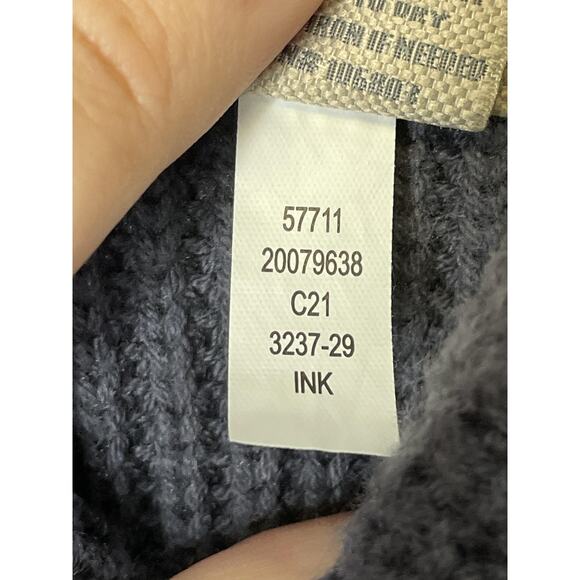 TO DRY
IRON IF NEEDED
57711
20079638
C21
3237-29
INK